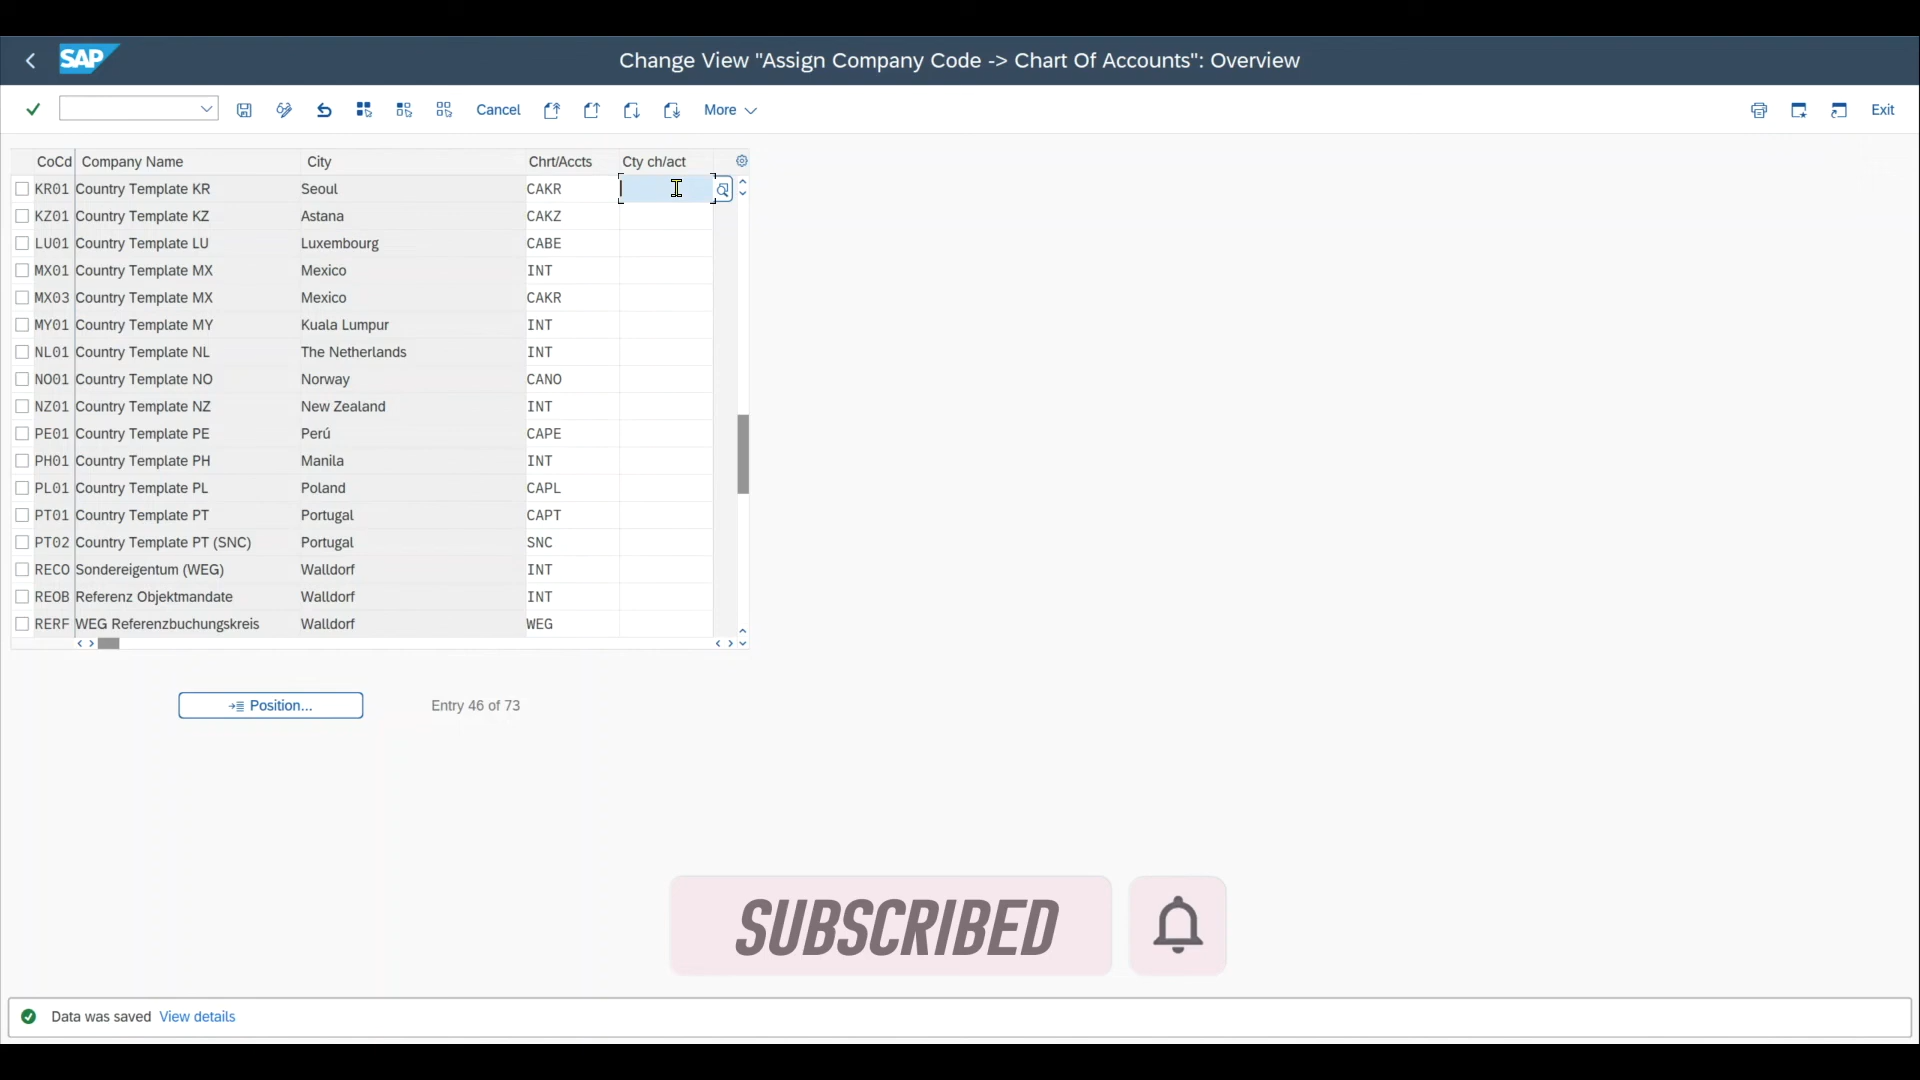 SAP Change View "Assign Company Code -> Chart Of Accounts": Overview
Cancel More Exit
CoCd Company Name City Chrt/Accts Cty ch/act
KR01 Country Template KR Seoul CAKR
KZ01 Country Template KZ Astana CAKZ
LU01 Country Template LU Luxembourg CABE
MX01 Country Template MX Mexico INT
MX03 Country Template MX Mexico CAKR
MY01 Country Template MY Kuala Lumpur INT
NL01 Country Template NL The Netherlands INT
NO01 Country Template NO Norway CANO
NZ01 Country Template NZ New Zealand INT
PE01 Country Template PE Perú CAPE
PH01 Country Template PH Manila INT
PL01 Country Template PL Poland CAPL
PT01 Country Template PT Portugal CAPT
PT02 Country Template PT (SNC) Portugal SNC
RECO Sondereigentum (WEG) Walldorf INT
REOB Referenz Objektmandate Walldorf INT
RERF WEG Referenzbuchungskreis Walldorf WEG
Position... Entry 46 of 73
SUBSCRIBED
Data was saved View details